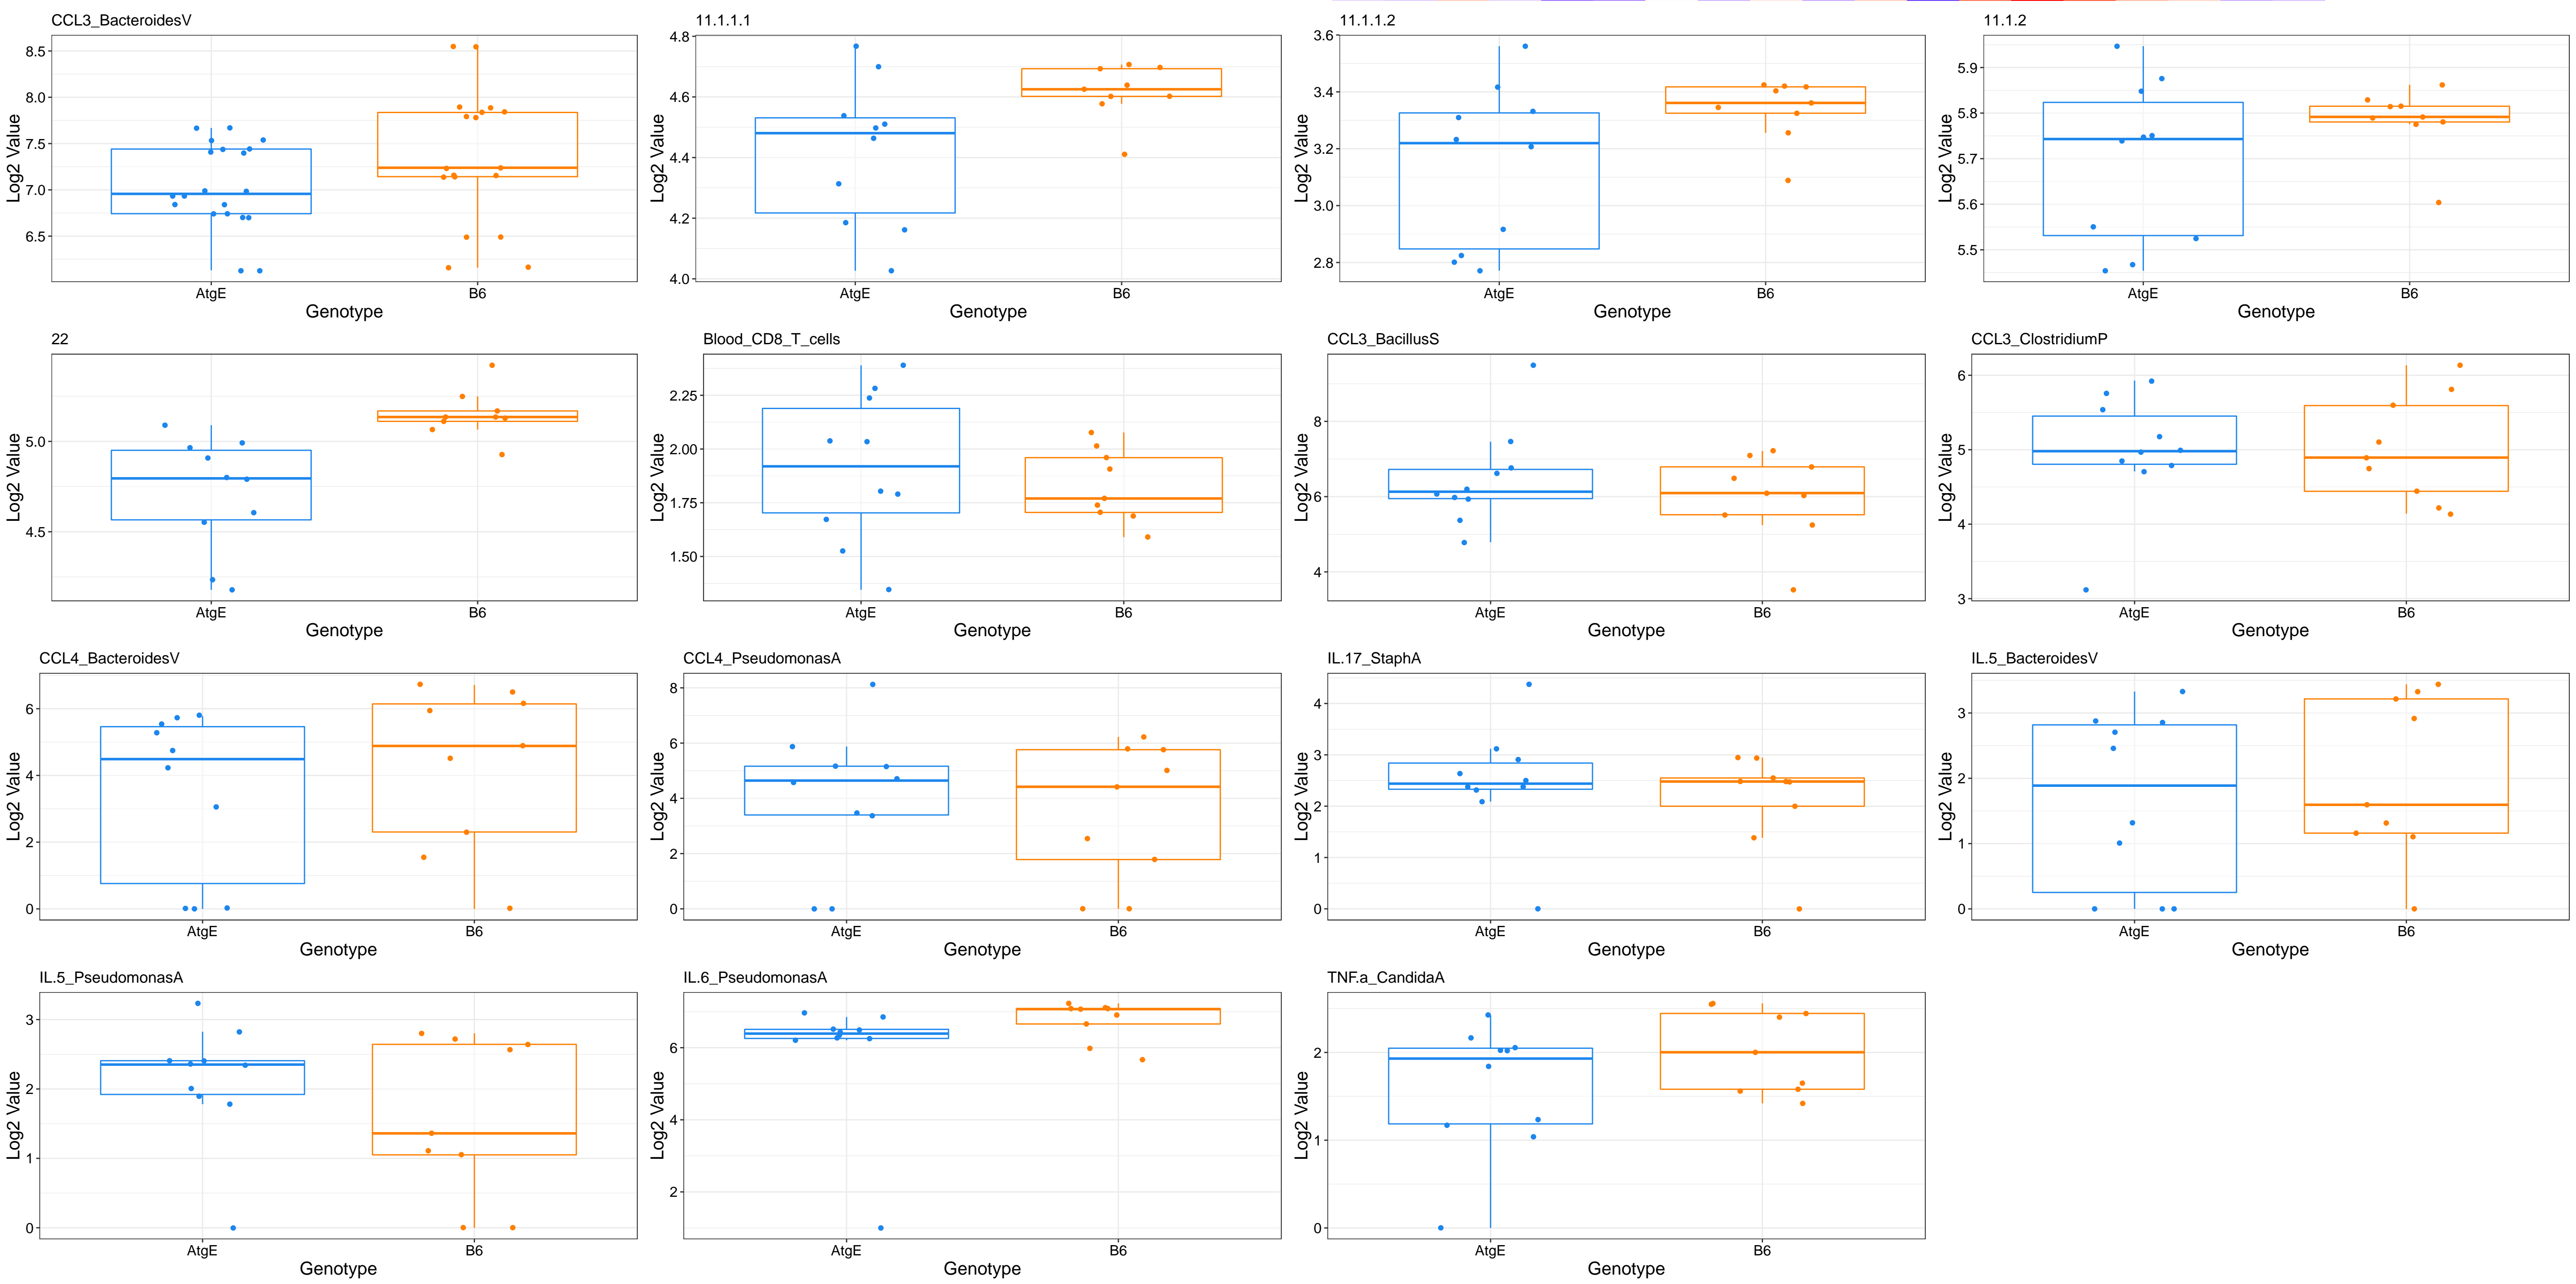 CCL3_BacteroidesV
11.1.1.1
11.1.1.2
11.1.2
Log2 Value
8.5
8.0
7.5
7.0
6.5
AtgE
B6
Genotype
Log2 Value
4.8
4.6
4.4
4.2
4.0
AtgE
B6
Genotype
Log2 Value
3.6
3.4
3.2
3.0
2.8
AtgE
B6
Genotype
Log2 Value
5.9
5.8
5.7
5.6
5.5
AtgE
B6
Genotype
22
Blood_CD8_T_cells
CCL3_BacillusS
CCL3_ClostridiumP
Log2 Value
5.0
4.5
AtgE
B6
Genotype
Log2 Value
2.25
2.00
1.75
1.50
AtgE
B6
Genotype
Log2 Value
8
6
4
AtgE
B6
Genotype
Log2 Value
6
5
4
3
AtgE
B6
Genotype
CCL4_BacteroidesV
CCL4_PseudomonasA
IL.17_StaphA
IL.5_BacteroidesV
Log2 Value
6
4
2
0
AtgE
B6
Genotype
Log2 Value
8
6
4
2
0
AtgE
B6
Genotype
Log2 Value
4
3
2
1
0
AtgE
B6
Genotype
Log2 Value
3
2
1
0
AtgE
B6
Genotype
IL.5_PseudomonasA
IL.6_PseudomonasA
TNF.a_CandidaA
Log2 Value
3
2
1
0
AtgE
B6
Genotype
Log2 Value
6
4
2
AtgE
B6
Genotype
Log2 Value
2
1
0
AtgE
B6
Genotype